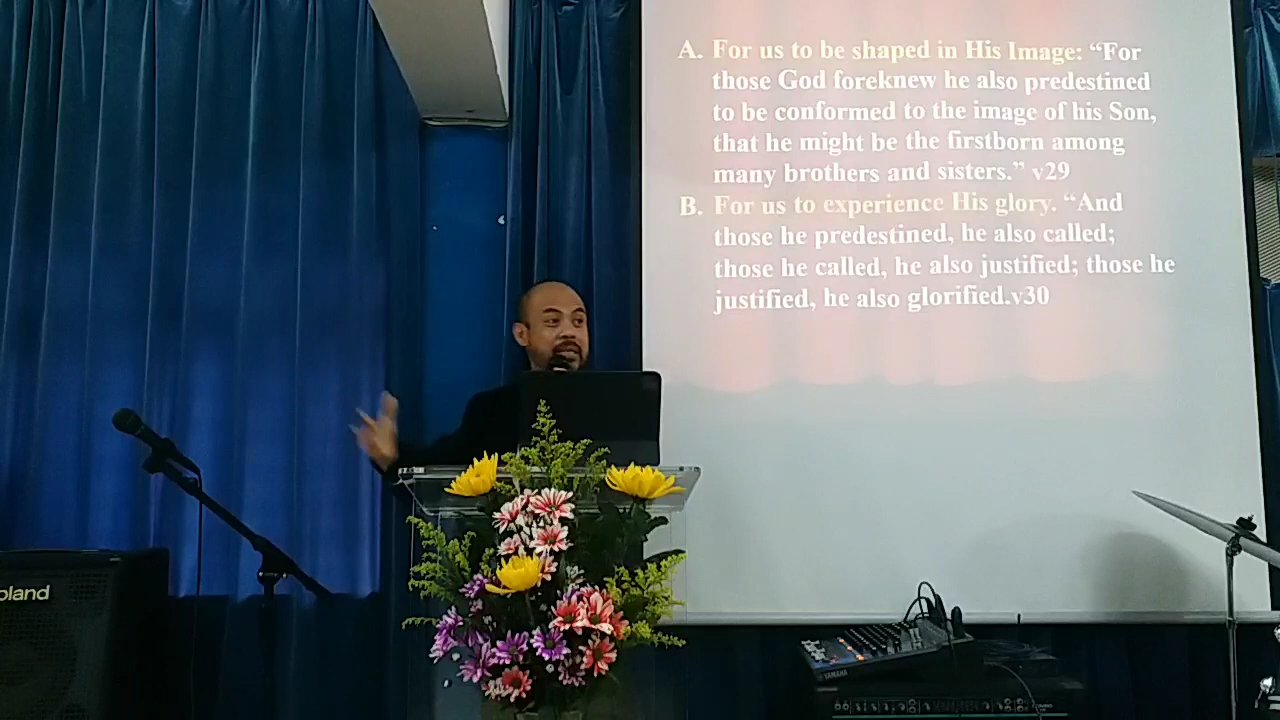 A. For us to be shaped in His Image: “For
those God foreknew he also predestined
to be conformed to the image of his Son,
that he might be the firstborn among
many brothers and sisters.” v29
B. For us to experience His glory. “And
those he predestined, he also called;
those he called, he also justified; those he
justified, he also glorified.v30
oland
YAMAHA